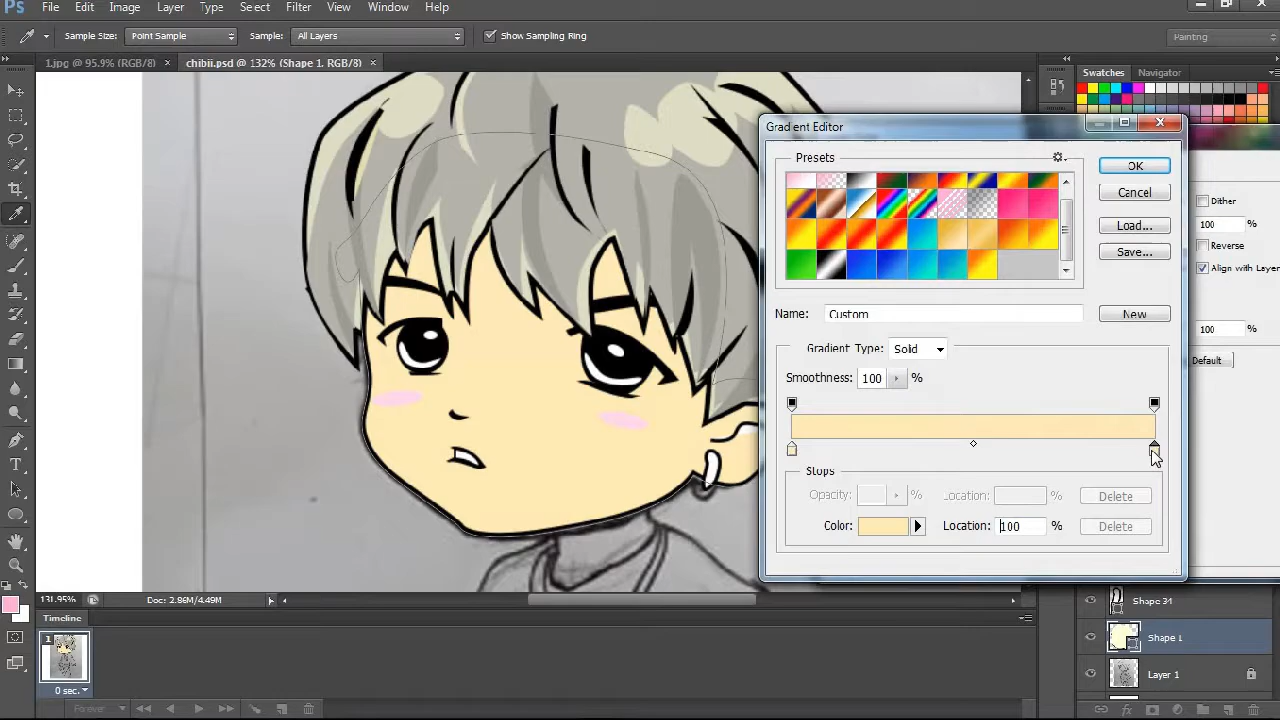 Ps File Edit Image Layer Type Select Filter View Window Help
Sample Size: Point Sample Sample: All Layers Show Sampling Ring Painting
1.jpg @ 95.9% (RGB/8) × chibii.psd @ 132% (Shape 1, RGB/8) ×
Swatches Navigator
Gradient Editor
Presets
OK
Cancel
Load...
Save...
Dither
100 %
Reverse
Align with Layer
Name: Custom New
100 %
Gradient Type: Solid
Default
Smoothness: 100 %
Stops
Opacity: % Location: % Delete
Color: Location: 100 % Delete
131.95% Doc: 2.86M/4.49M
Shape 34
Timeline
1
Shape 1
Layer 1
0 sec.
Forever
fx